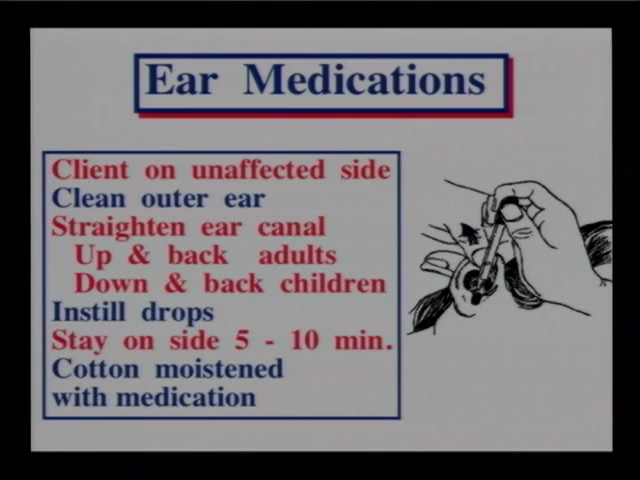 Ear Medications
Client on unaffected side
Clean outer ear
Straighten ear canal
Up & back adults
Down & back children
Instill drops
Stay on side 5 - 10 min.
Cotton moistened
with medication